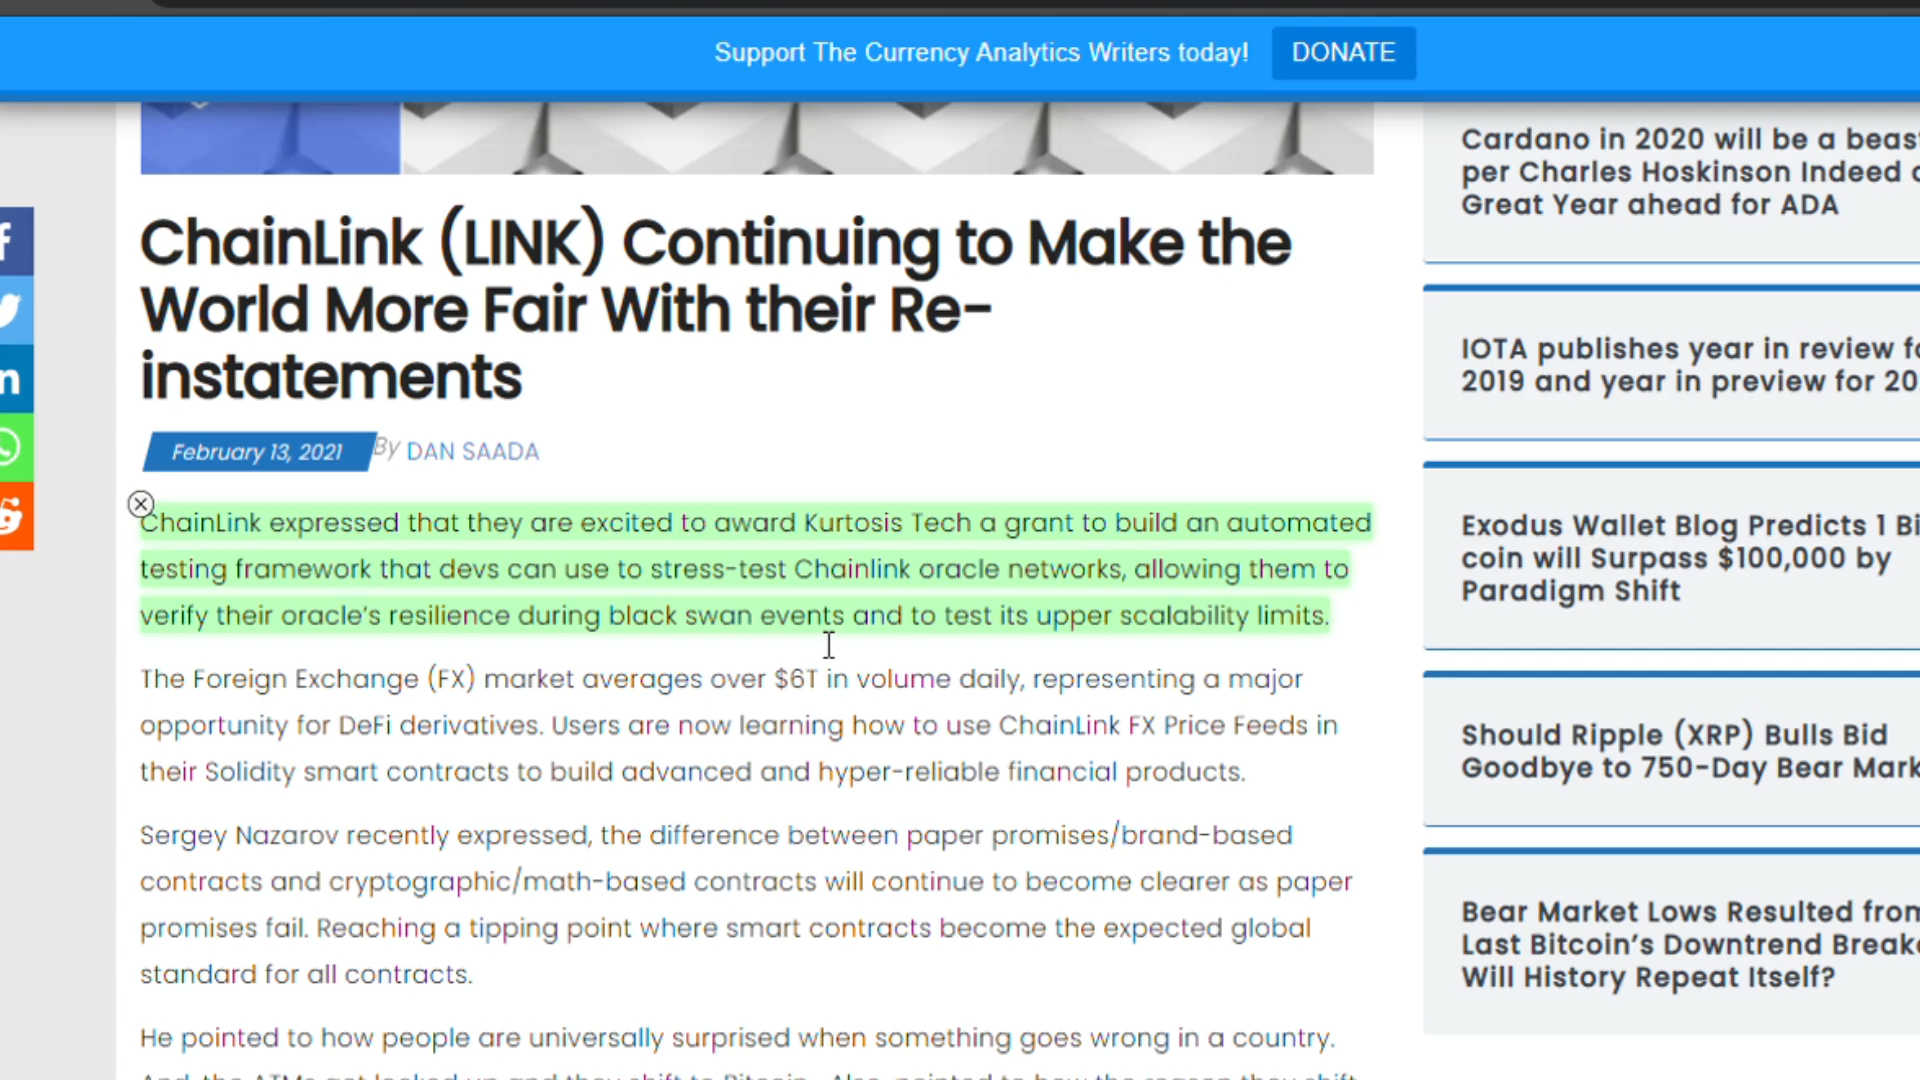 Support The Currency Analytics Writers today! DONATE
ChainLink (LINK) Continuing to Make the
World More Fair With their Re-
instatements
February 13, 2021 By DAN SAADA
ChainLink expressed that they are excited to award Kurtosis Tech a grant to build an automated
testing framework that devs can use to stress-test Chainlink oracle networks, allowing them to
verify their oracle's resilience during black swan events and to test its upper scalability limits.
The Foreign Exchange (FX) market averages over $6T in volume daily, representing a major
opportunity for DeFi derivatives. Users are now learning how to use ChainLink FX Price Feeds in
their Solidity smart contracts to build advanced and hyper-reliable financial products.
Sergey Nazarov recently expressed, the difference between paper promises/brand-based
contracts and cryptographic/math-based contracts will continue to become clearer as paper
promises fail. Reaching a tipping point where smart contracts become the expected global
standard for all contracts.
He pointed to how people are universally surprised when something goes wrong in a country.
Cardano in 2020 will be a beast
per Charles Hoskinson Indeed
Great Year ahead for ADA
IOTA publishes year in review
2019 and year in preview for
Exodus Wallet Blog Predicts 1
coin will Surpass $100,000 by
Paradigm Shift
Should Ripple (XRP) Bulls Bid
Goodbye to 750-Day Bear
Bear Market Lows Resulted from
Last Bitcoin's Downtrend
Will History Repeat Itself?